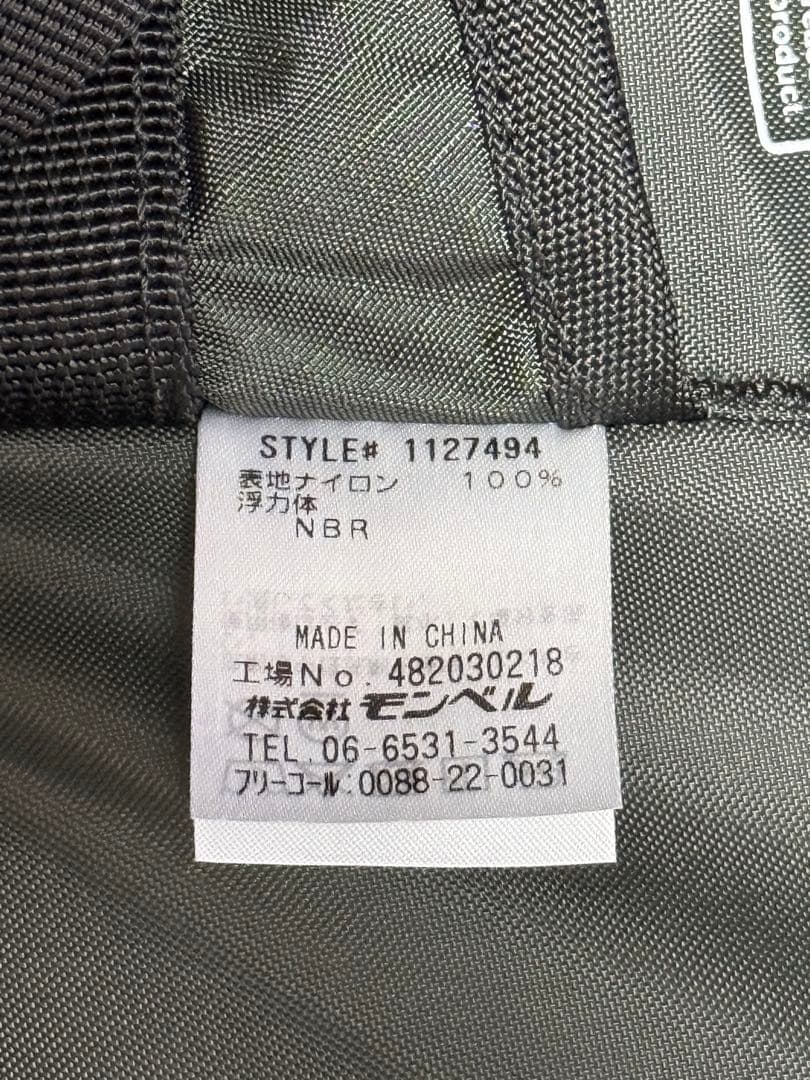 product
STYLE# 1127494
表地ナイロン 100%
浮力体
NBR
MADE IN CHINA
工場No. 482030218
株式会社モンベル
TEL.06-6531-3544
フリーコール:0088-22-0031